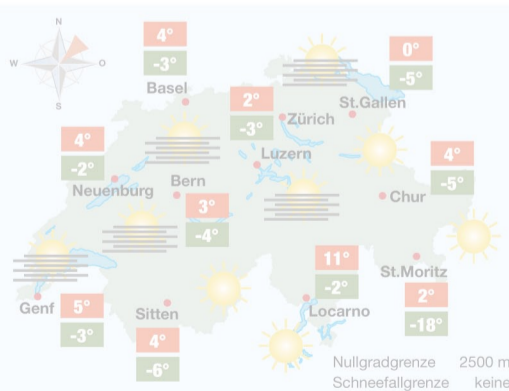 N
W O
S
4°
-3°
Basel
0°
-5°
St.Gallen
2°
-3°
Zürich
Luzern
4°
-2°
Neuenburg
Bern
3°
-4°
4°
-5°
Chur
11°
-2°
Locarno
St.Moritz
2°
-18°
Genf
5°
-3°
Sitten
4°
-6°
Nullgradgrenze 2500 m
Schneefallgrenze keine